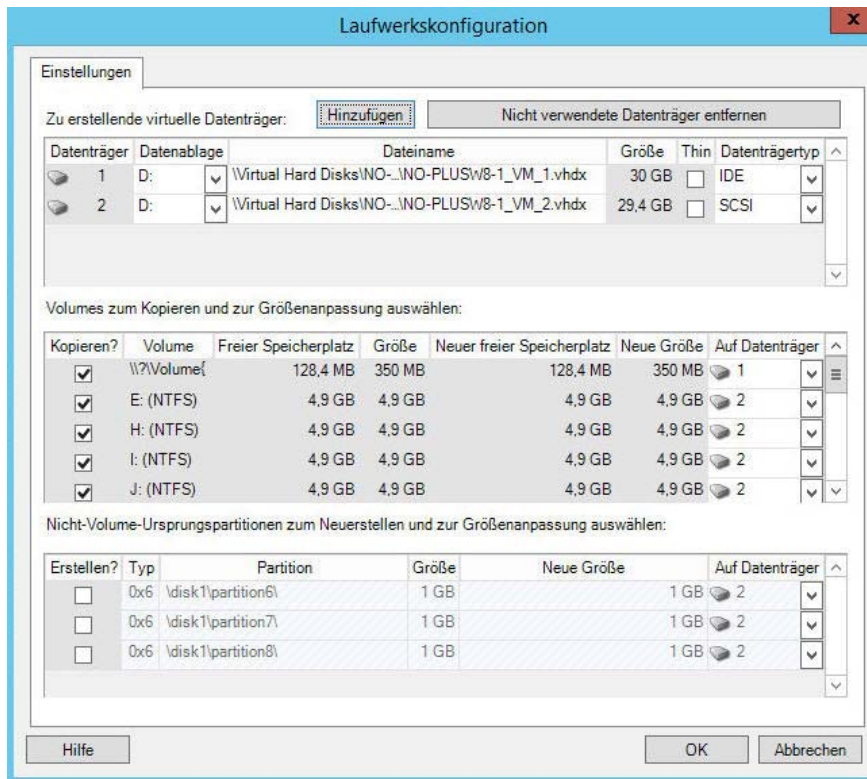 Laufwerkskonfiguration
x
Einstellungen
Zu erstellende virtuelle Datenträger: Hinzufügen Nicht verwendete Datenträger entfernen
Datenträger Datenablage Dateiname Größe Thin Datenträgertyp
1 D: \\Virtual Hard Disks\NO-...\NO-PLUSW8-1_VM_1.vhdx 30 GB IDE
2 D: \\Virtual Hard Disks\NO-...\NO-PLUSW8-1_VM_2.vhdx 29,4 GB SCSI
Volumes zum Kopieren und zur Größenanpassung auswählen:
Kopieren? Volume Freier Speicherplatz Größe Neuer freier Speicherplatz Neue Größe Auf Datenträger
\\?\Volume{ 128,4 MB 350 MB 128,4 MB 350 MB 1
E: (NTFS) 4,9 GB 4,9 GB 4,9 GB 4,9 GB 2
H: (NTFS) 4,9 GB 4,9 GB 4,9 GB 4,9 GB 2
I: (NTFS) 4,9 GB 4,9 GB 4,9 GB 4,9 GB 2
J: (NTFS) 4,9 GB 4,9 GB 4,9 GB 4,9 GB 2
Nicht-Volume-Ursprungspartitionen zum Neuerstellen und zur Größenanpassung auswählen:
Erstellen? Typ Partition Größe Neue Größe Auf Datenträger
0x6 \disk1\partition6\ 1 GB 1 GB 2
0x6 \disk1\partition7\ 1 GB 1 GB 2
0x6 \disk1\partition8\ 1 GB 1 GB 2
Hilfe OK Abbrechen